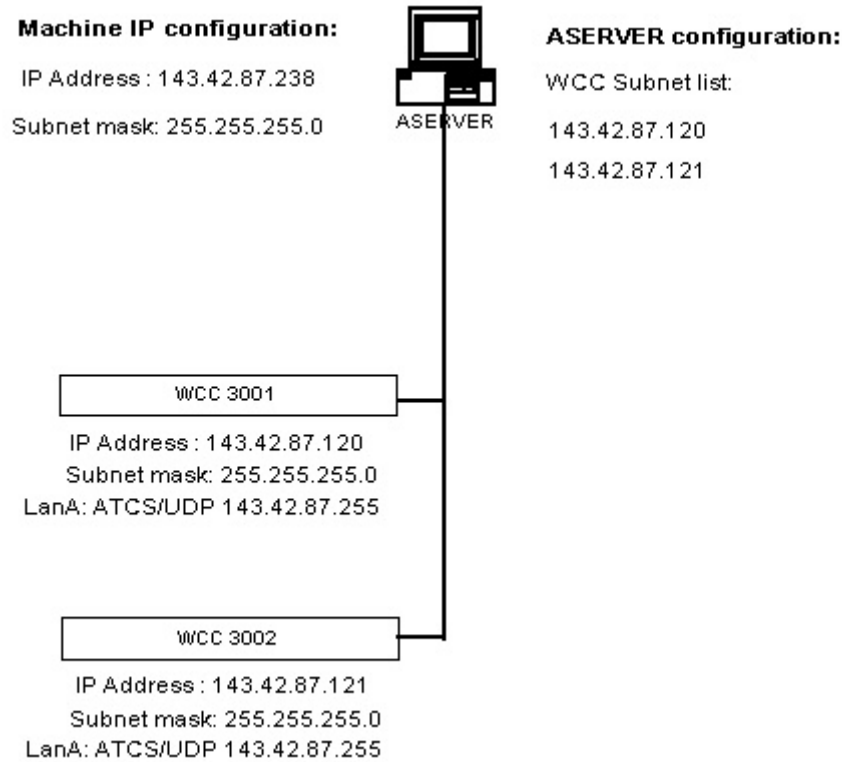 Machine IP configuration:
IP Address : 143.42.87.238
Subnet mask: 255.255.255.0
ASERVER
ASERVER configuration:
WCC Subnet list:
143.42.87.120
143.42.87.121
WCC 3001
IP Address : 143.42.87.120
Subnet mask: 255.255.255.0
LanA: ATCS/UDP 143.42.87.255
WCC 3002
IP Address : 143.42.87.121
Subnet mask: 255.255.255.0
LanA: ATCS/UDP 143.42.87.255